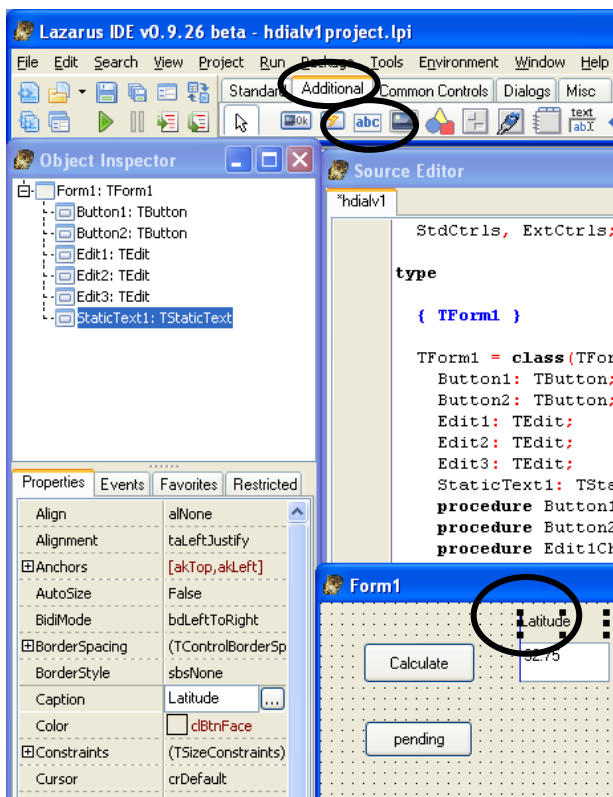 Lazarus IDE v0.9.26 beta - hdialv1project.lpi
File Edit Search View Project Run Package Tools Environment Window Help
Standard Additional Common Controls Dialogs Misc
Ok abc text
abI
Object Inspector
Form1: TForm1
Button1: TButton
Button2: TButton
Edit1: TEdit
Edit2: TEdit
Edit3: TEdit
StaticText1: TStaticText
Properties Events Favorites Restricted
Align alNone
Alignment taLeftJustify
Anchors [akTop,akLeft]
AutoSize False
BidiMode bdLeftToRight
BorderSpacing (TControlBorderSp
BorderStyle sbsNone
Caption Latitude ...
Color clBtnFace
Constraints (TSizeConstraints)
Cursor crDefault
Source Editor
*hdialv1
StdCtrls, ExtCtrls;
type
{ TForm1 }
TForm1 = class(TFor
Button1: TButton;
Button2: TButton;
Edit1: TEdit;
Edit2: TEdit;
Edit3: TEdit;
StaticText1: TSta
procedure Button1
procedure Button2
procedure Edit1Ch
Form1
Latitude
Calculate 32.75
pending